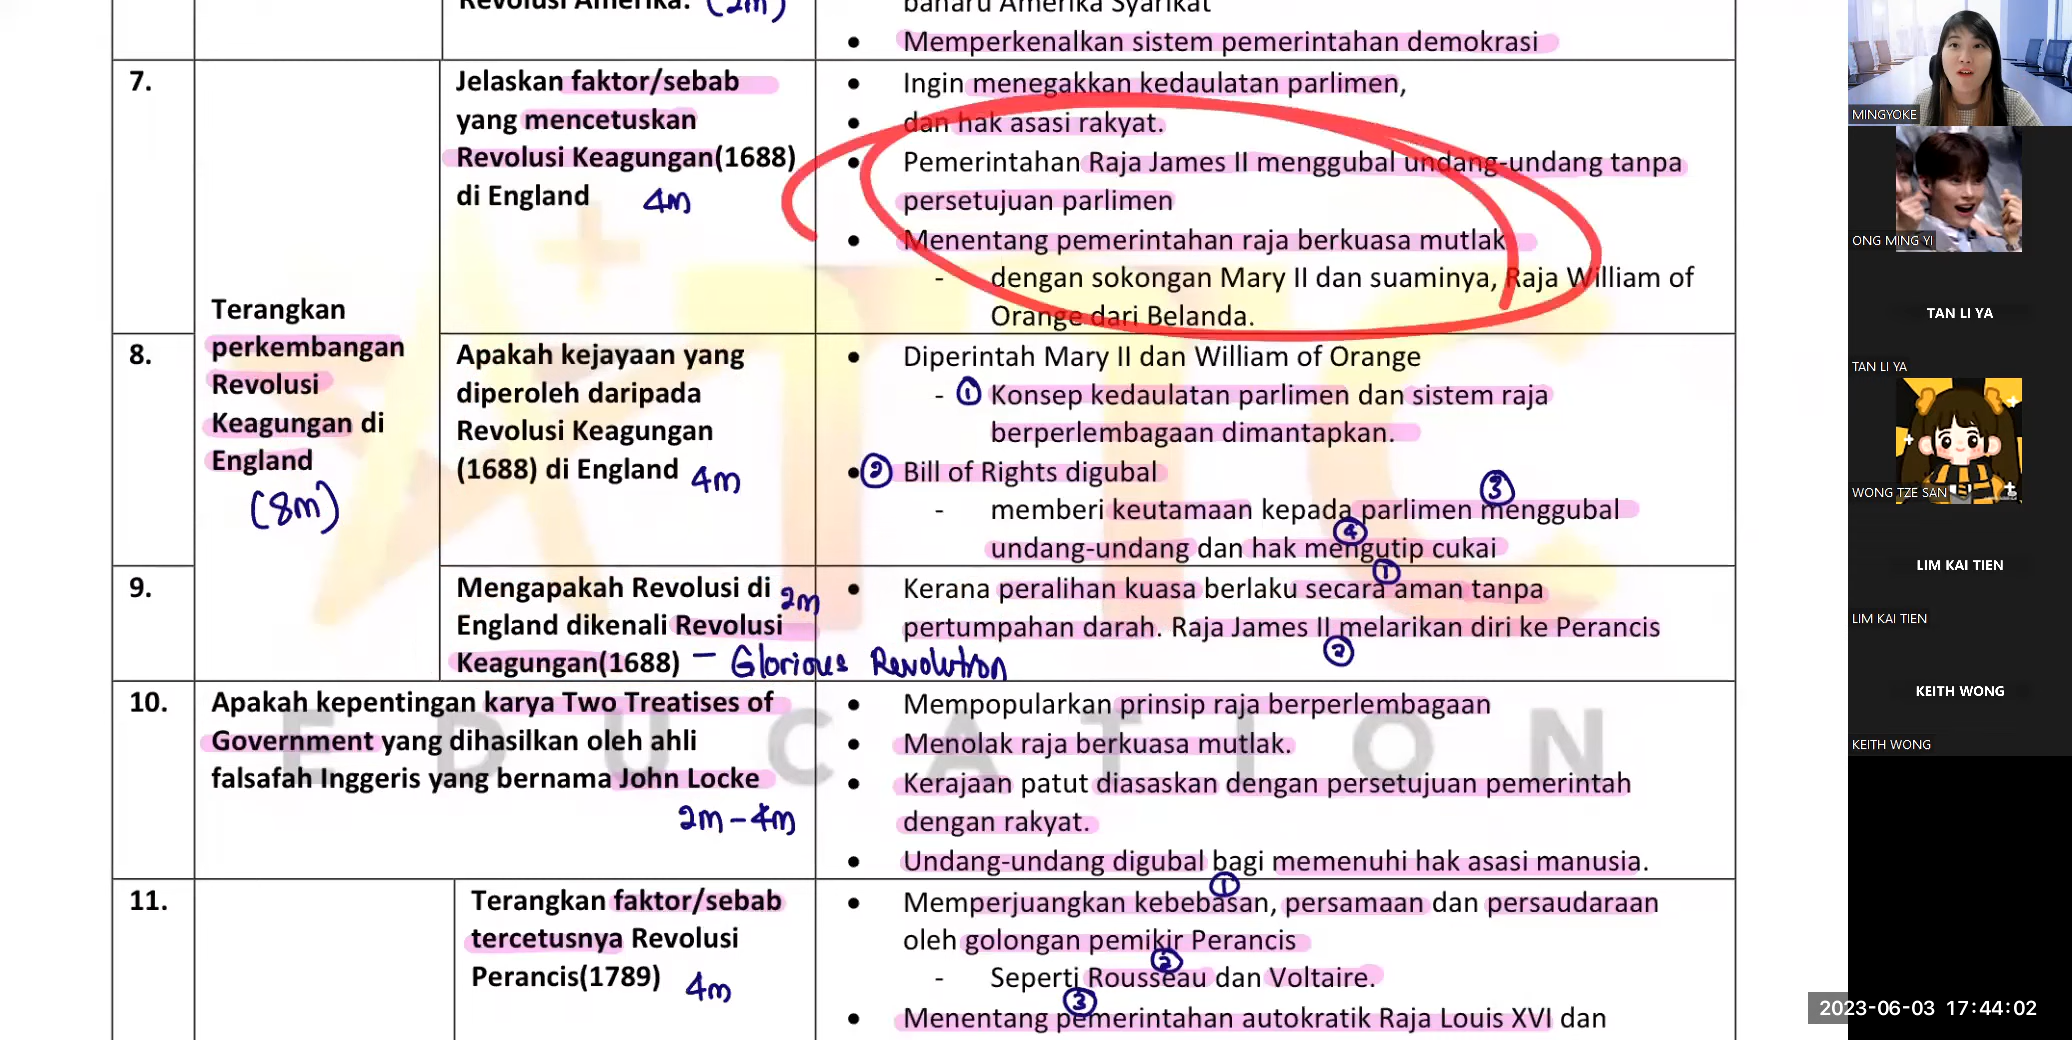 Revolusi Amerika. (2m)
baharu Amerika Syarikat
• Memperkenalkan sistem pemerintahan demokrasi
7.
Jelaskan faktor/sebab
yang mencetuskan
Revolusi Keagungan(1688)
di England 4m
• Ingin menegakkan kedaulatan parlimen,
• dan hak asasi rakyat.
• Pemerintahan Raja James II menggubal undang-undang tanpa
persetujuan parlimen
• Menentang pemerintahan raja berkuasa mutlak
- dengan sokongan Mary II dan suaminya, Raja William of
Orange dari Belanda.
Terangkan
perkembangan
Revolusi
Keagungan di
England
(8m)
8.
Apakah kejayaan yang
diperoleh daripada
Revolusi Keagungan
(1688) di England 4m
• Diperintah Mary II dan William of Orange
- ① Konsep kedaulatan parlimen dan sistem raja
berperlembagaan dimantapkan.
• ② Bill of Rights digubal
③
- memberi keutamaan kepada parlimen menggubal
④
undang-undang dan hak mengutip cukai
9.
Mengapakah Revolusi di 2m
England dikenali Revolusi
Keagungan(1688) – Glorious Revolution
①
• Kerana peralihan kuasa berlaku secara aman tanpa
pertumpahan darah. Raja James II melarikan diri ke Perancis
②
10.
Apakah kepentingan karya Two Treatises of
Government yang dihasilkan oleh ahli
falsafah Inggeris yang bernama John Locke
2m – 4m
• Mempopularkan prinsip raja berperlembagaan
• Menolak raja berkuasa mutlak.
• Kerajaan patut diasaskan dengan persetujuan pemerintah
dengan rakyat.
• Undang-undang digubal bagi memenuhi hak asasi manusia.
11.
Terangkan faktor/sebab
tercetusnya Revolusi
Perancis(1789) 4m
①
• Memperjuangkan kebebasan, persamaan dan persaudaraan
oleh golongan pemikir Perancis
②
- Seperti Rousseau dan Voltaire.
③
• Menentang pemerintahan autokratik Raja Louis XVI dan
ATTC
EDUCATION
MINGYOKE
ONG MING YI
TAN LI YA
TAN LI YA
WONG TZE SAN
LIM KAI TIEN
LIM KAI TIEN
KEITH WONG
KEITH WONG
2023-06-03 17:44:02